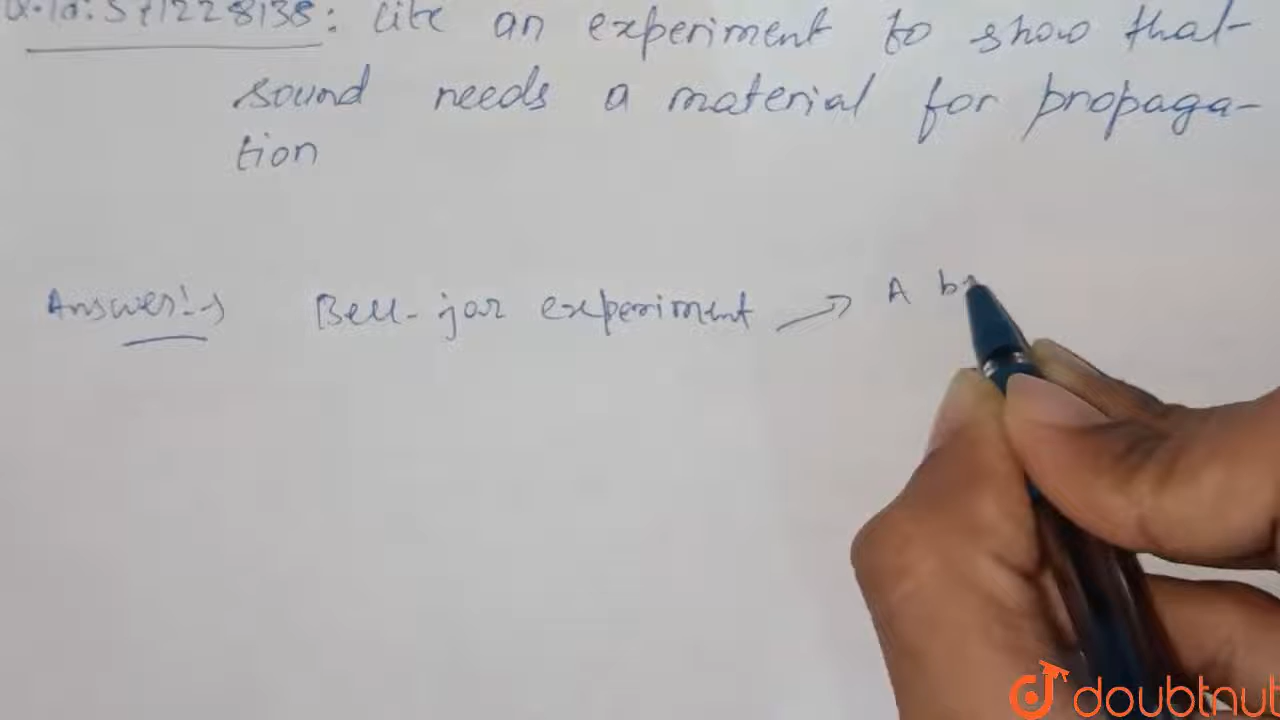 : Cite an experiment to show that
sound needs a material for propaga-
tion
Answer:→ Bell-jar experiment → A b
doubtnut